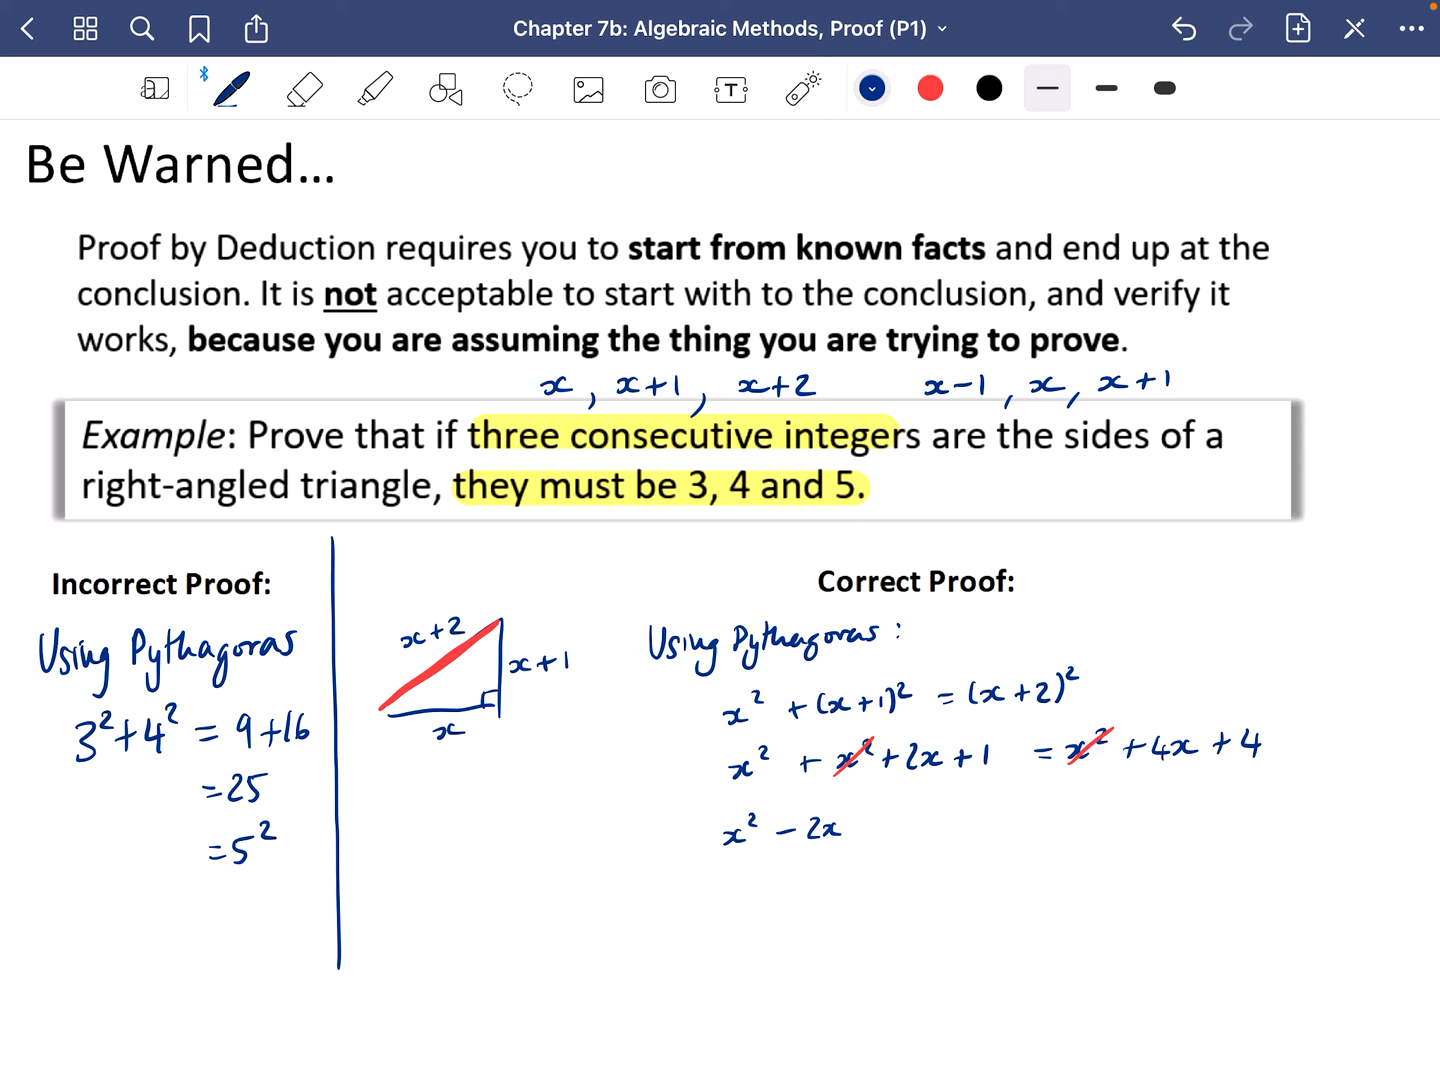 Chapter 7b: Algebraic Methods, Proof (P1)
Be Warned...
Proof by Deduction requires you to start from known facts and end up at the
conclusion. It is not acceptable to start with to the conclusion, and verify it
works, because you are assuming the thing you are trying to prove.
x, x+1, x+2 x-1, x, x+1
Example: Prove that if three consecutive integers are the sides of a
right-angled triangle, they must be 3, 4 and 5.
Incorrect Proof:
Using Pythagoras
3² + 4² = 9 + 16
= 25
= 5²
x+2
x+1
x
Correct Proof:
Using Pythagoras:
x² + (x+1)² = (x+2)²
x² + x² + 2x + 1 = x² + 4x + 4
x² - 2x